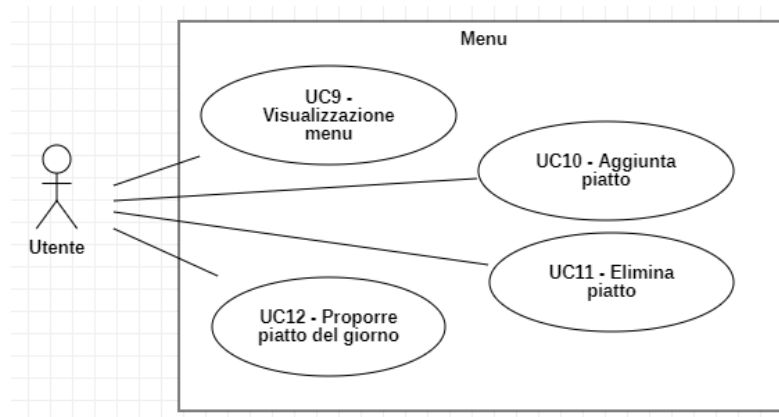 Menu
UC9 -
Visualizzazione
menu
UC10 - Aggiunta
piatto
Utente
UC11 - Elimina
piatto
UC12 - Proporre
piatto del giorno